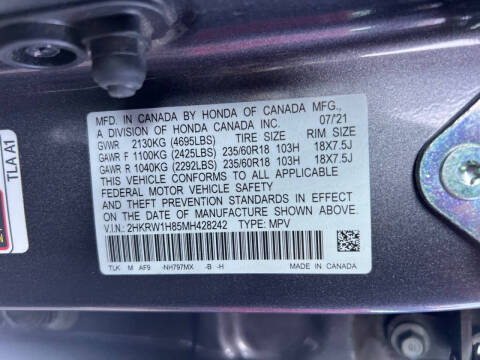 MFD. IN CANADA BY HONDA OF CANADA MFG.,
A DIVISION OF HONDA CANADA INC. 07/21
GVWR 2130KG (4695LBS) TIRE SIZE RIM SIZE
GAWR F 1100KG (2425LBS) 235/60R18 103H 18X7.5J
GAWR R 1040KG (2292LBS) 235/60R18 103H 18X7.5J
THIS VEHICLE CONFORMS TO ALL APPLICABLE
FEDERAL MOTOR VEHICLE SAFETY
AND THEFT PREVENTION STANDARDS IN EFFECT
ON THE DATE OF MANUFACTURE SHOWN ABOVE.
V.I.N.: 2HKRW1H85MH428242 TYPE: MPV
TLK M AF9 -NH797MX -B -H
MADE IN CANADA
TLA A1